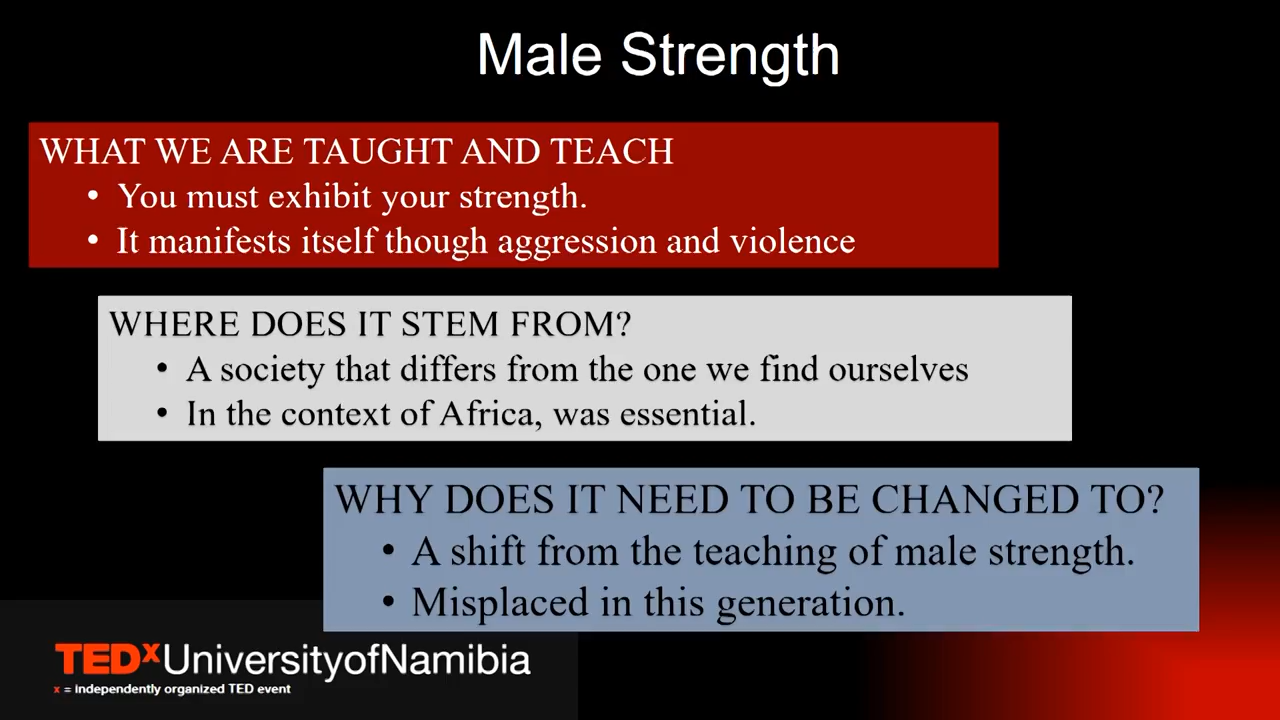 Male Strength
WHAT WE ARE TAUGHT AND TEACH
• You must exhibit your strength.
• It manifests itself though aggression and violence
WHERE DOES IT STEM FROM?
• A society that differs from the one we find ourselves
• In the context of Africa, was essential.
WHY DOES IT NEED TO BE CHANGED TO?
• A shift from the teaching of male strength.
• Misplaced in this generation.
TEDxUniversityofNamibia
x = independently organized TED event